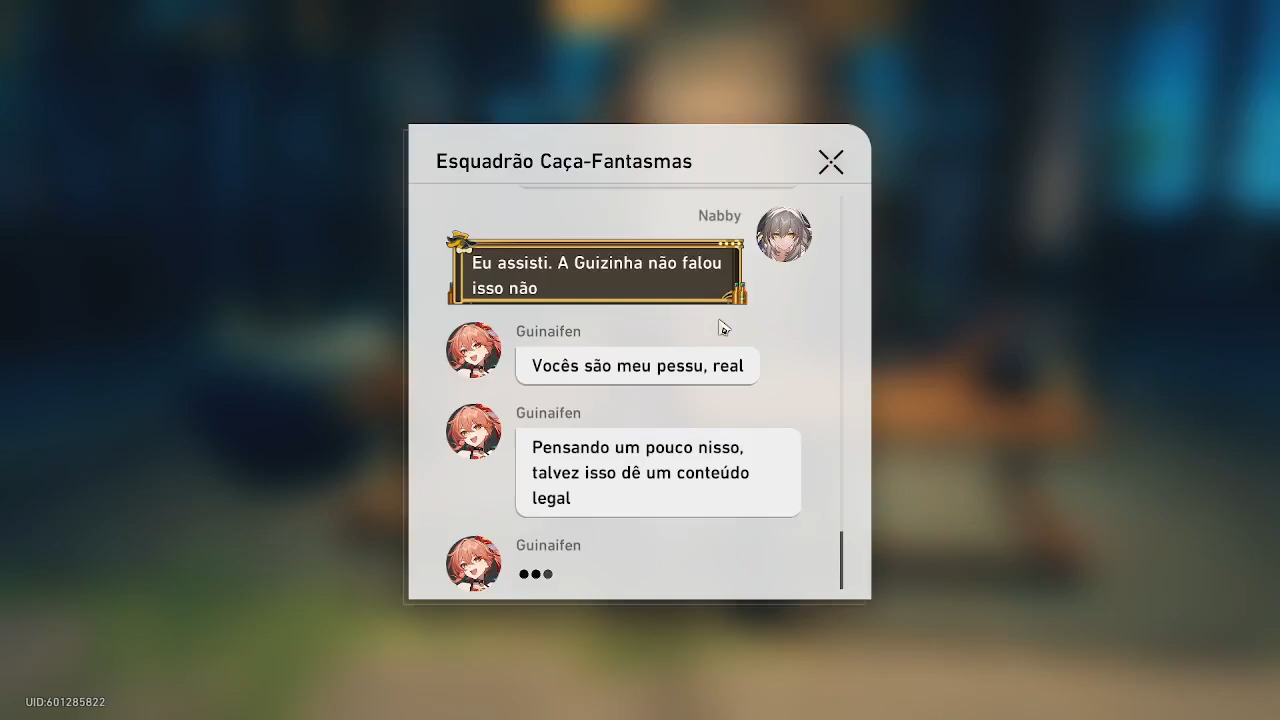 Esquadrão Caça-Fantasmas
Nabby
Eu assisti. A Guizinha não falou
isso não
Guinaifen
Vocês são meu pessu, real
Guinaifen
Pensando um pouco nisso,
talvez isso dê um conteúdo
legal
Guinaifen
UID:601285822